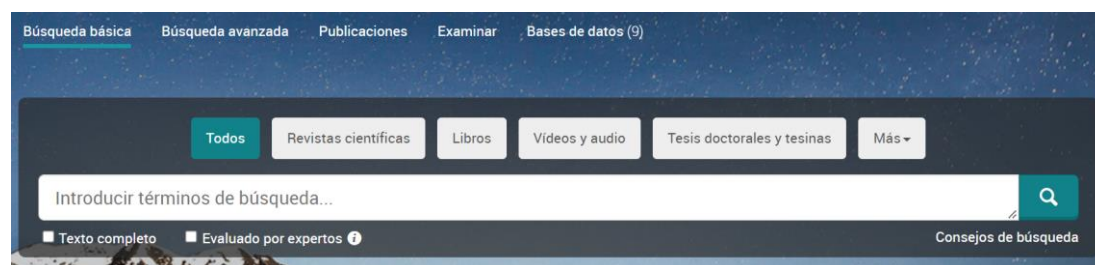 Búsqueda básica Búsqueda avanzada Publicaciones Examinar Bases de datos (9)
Todos Revistas científicas Libros Vídeos y audio Tesis doctorales y tesinas Más
Introducir términos de búsqueda...
Texto completo Evaluado por expertos i Consejos de búsqueda